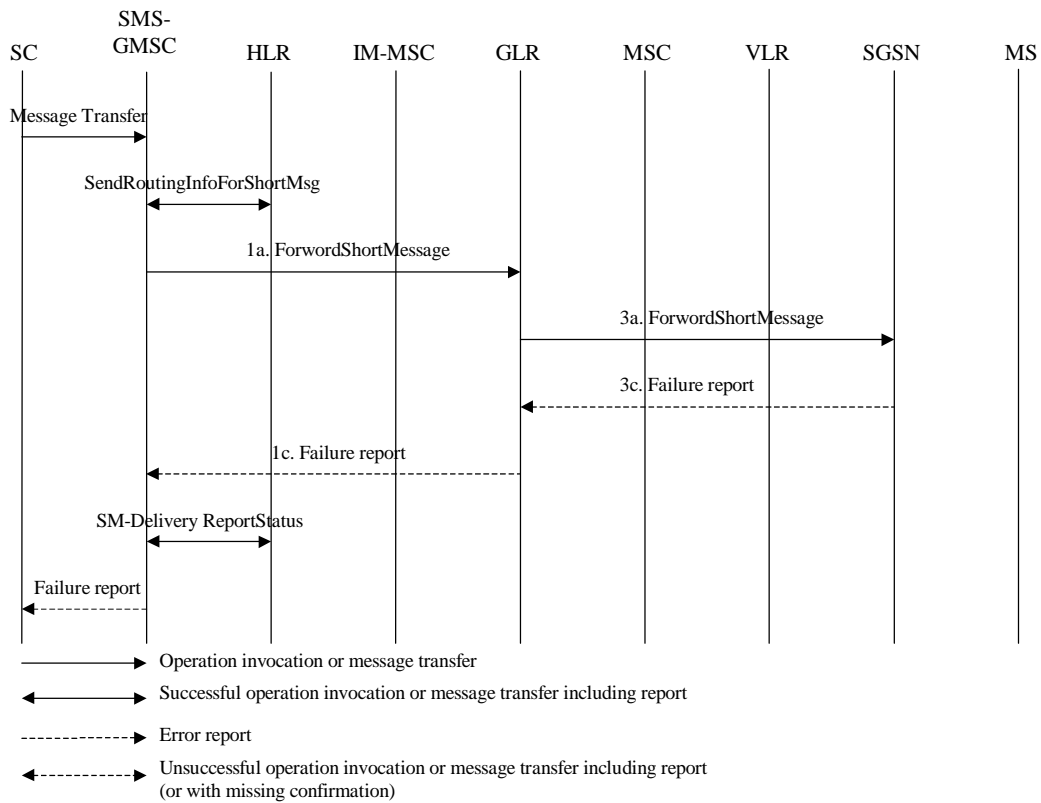 SMS-
GMSC
SC HLR IM-MSC GLR MSC VLR SGSN MS
Message Transfer
SendRoutingInfoForShortMsg
1a. ForwordShortMessage
3a. ForwordShortMessage
3c. Failure report
1c. Failure report
SM-Delivery ReportStatus
Failure report
Operation invocation or message transfer
Successful operation invocation or message transfer including report
Error report
Unsuccessful operation invocation or message transfer including report
(or with missing confirmation)